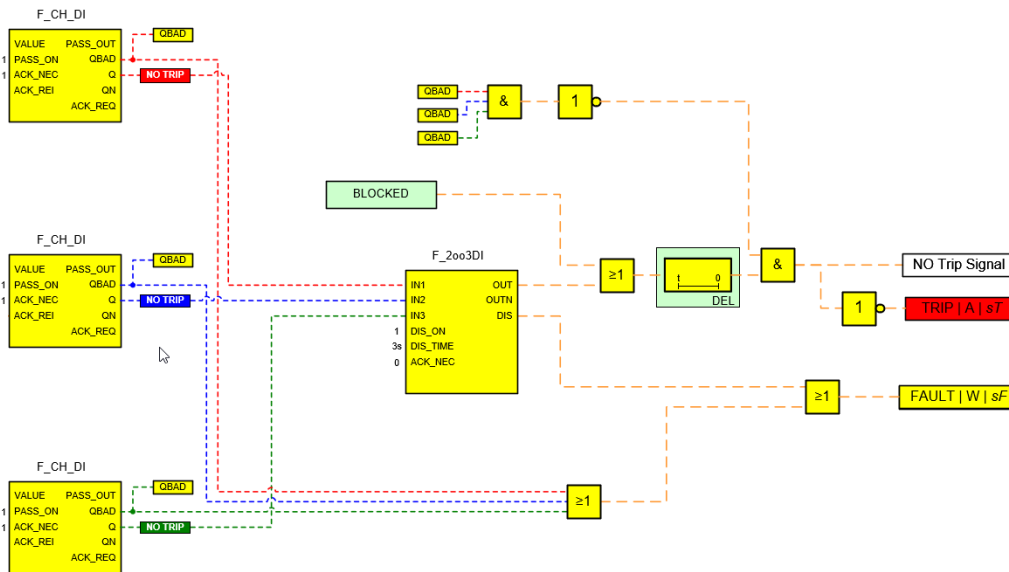 F_CH_DI
VALUE PASS_OUT
1 PASS_ON QBAD
1 ACK_NEC Q
ACK_REI QN
ACK_REQ
QBAD
NO TRIP
QBAD
QBAD
QBAD
&
1
BLOCKED
F_CH_DI
VALUE PASS_OUT
1 PASS_ON QBAD
1 ACK_NEC Q
ACK_REI QN
ACK_REQ
QBAD
NO TRIP
F_2oo3DI
IN1 OUT
IN2 OUTN
IN3 DIS
1 DIS_ON
3s DIS_TIME
0 ACK_NEC
≥1
t 0
DEL
&
NO Trip Signal
1
TRIP | A | sT
≥1
FAULT | W | sF
F_CH_DI
VALUE PASS_OUT
1 PASS_ON QBAD
1 ACK_NEC Q
ACK_REI QN
ACK_REQ
QBAD
NO TRIP
≥1